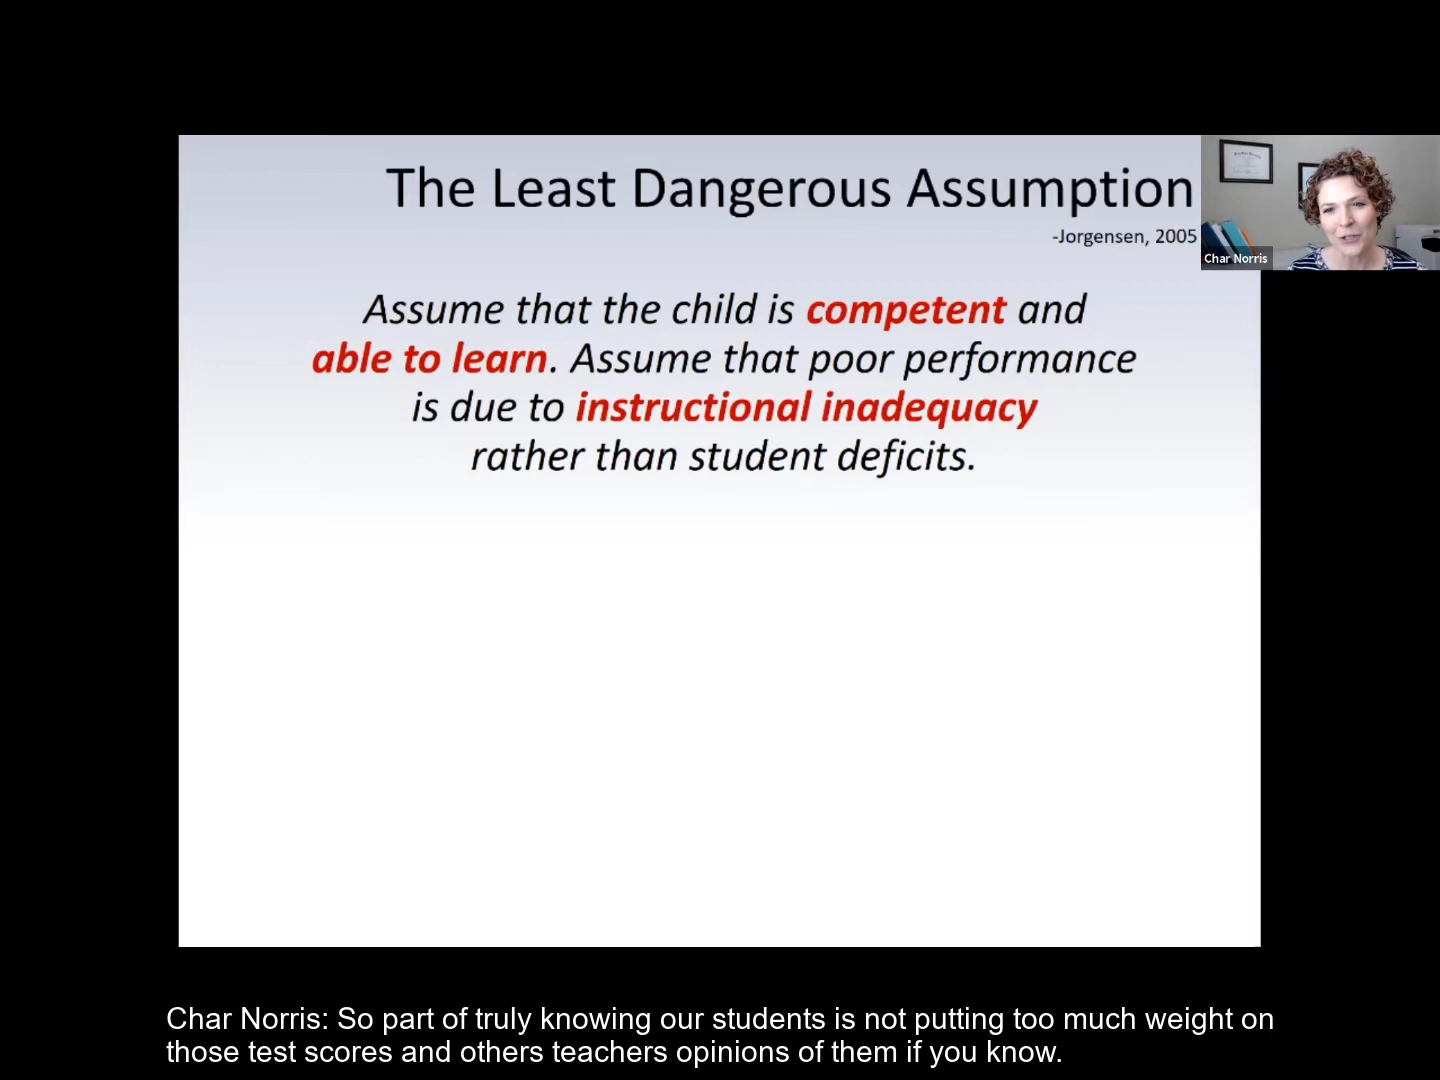 The Least Dangerous Assumption
-Jorgensen, 2005
Char Norris
Assume that the child is competent and
able to learn. Assume that poor performance
is due to instructional inadequacy
rather than student deficits.
Char Norris: So part of truly knowing our students is not putting too much weight on
those test scores and others teachers opinions of them if you know.